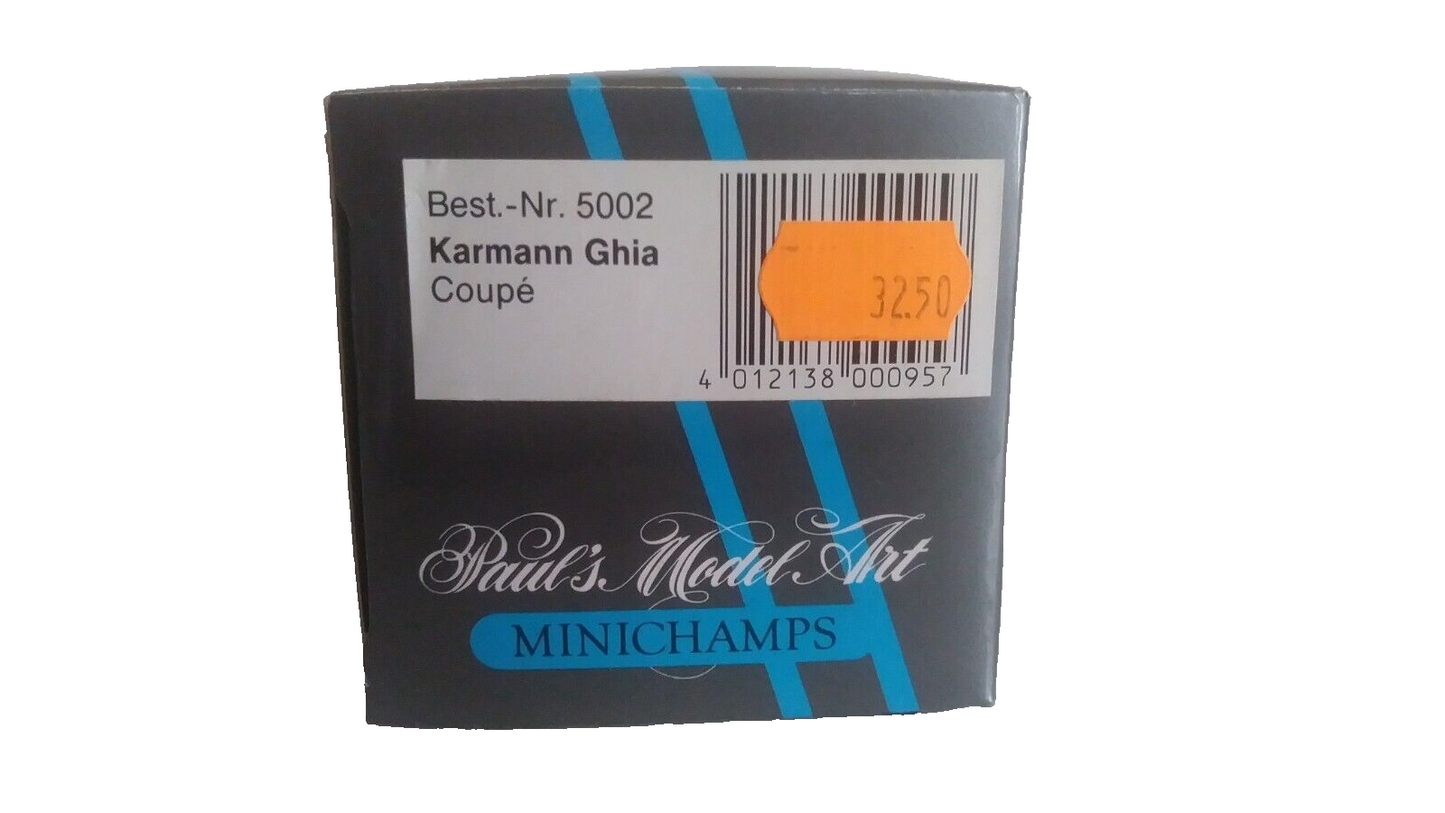 Best.-Nr. 5002
Karmann Ghia
Coupé
32.50
4 012138 000957
Paul's Model Art
MINICHAMPS